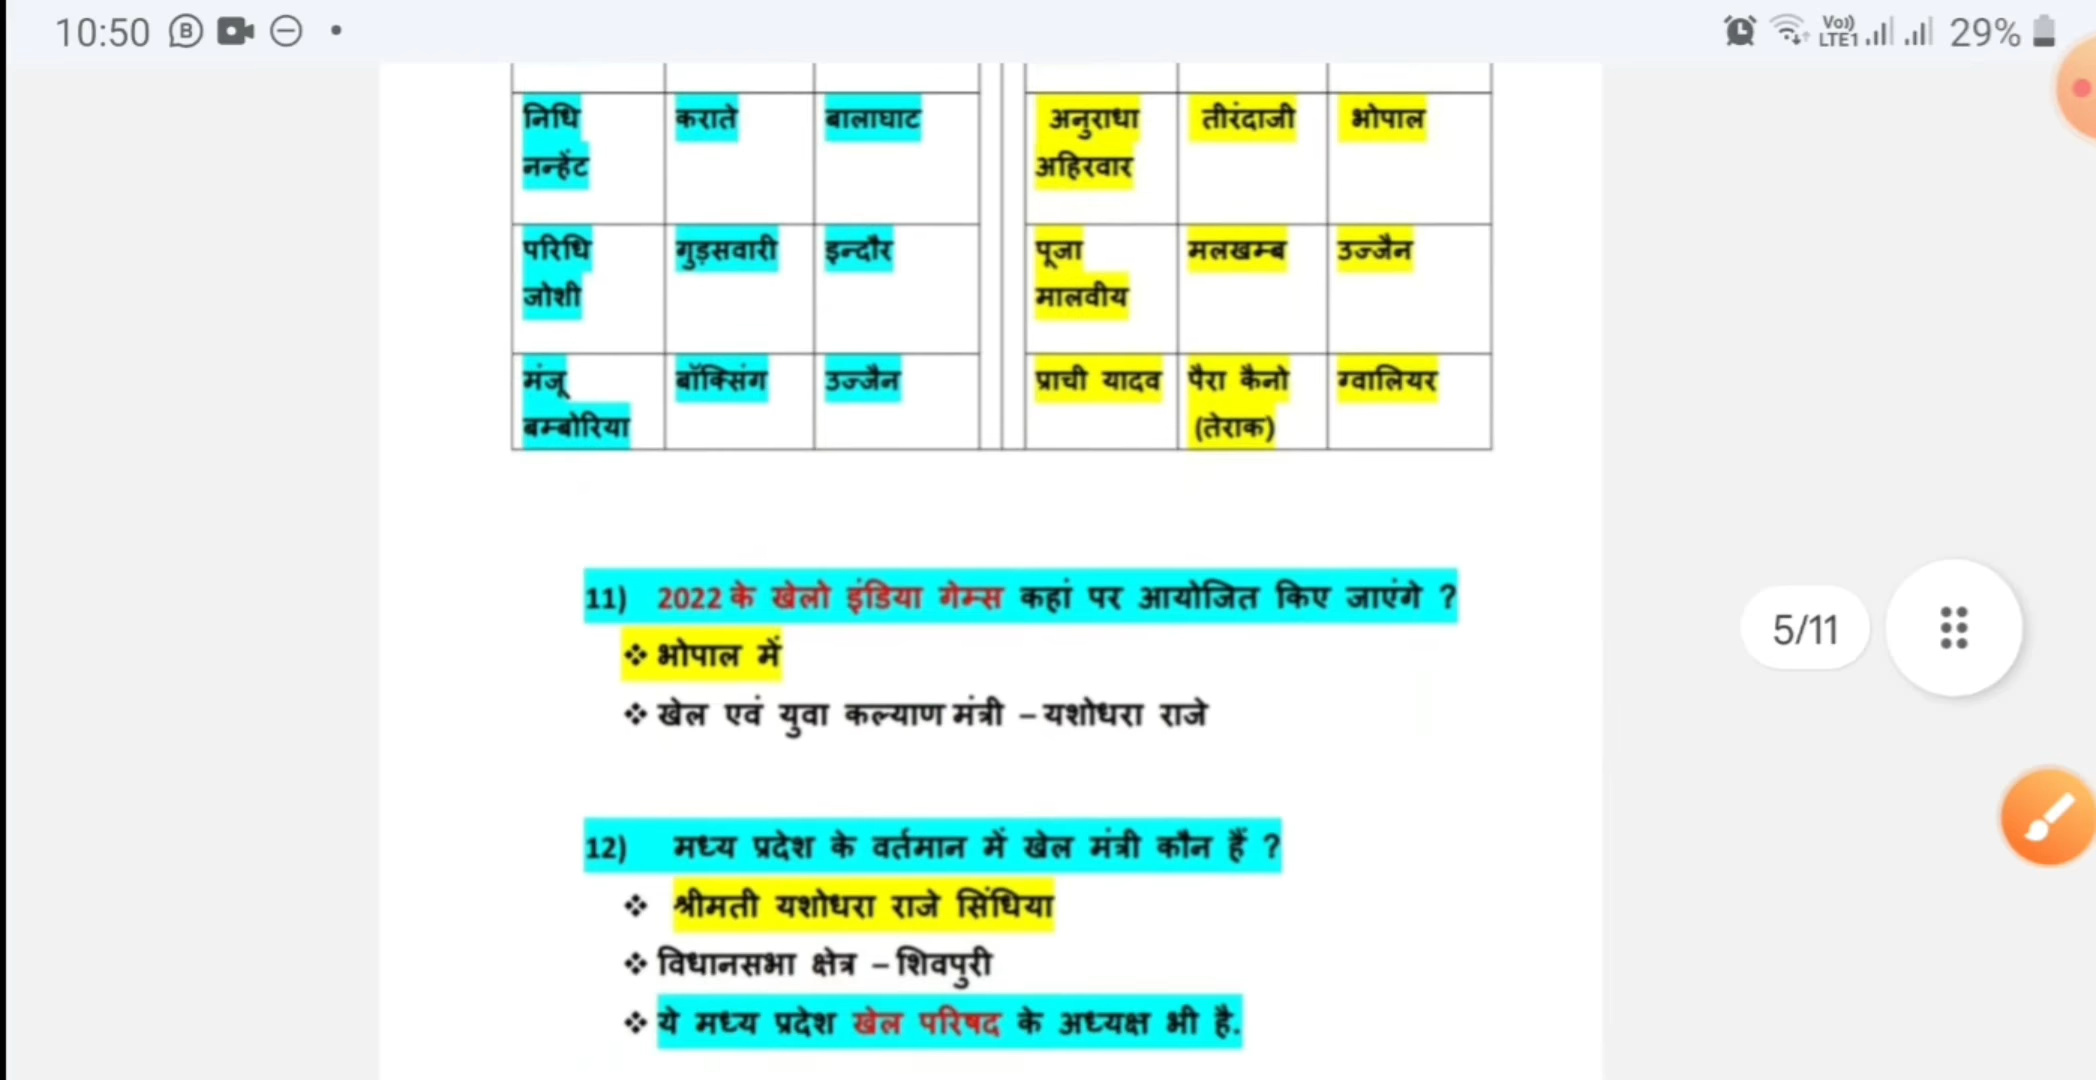 10:50
Vo)) LTE1 29%
निधि नन्हेंट कराते बालाघाट अनुराधा अहिरवार तीरंदाजी भोपाल
परिधि जोशी गुड़सवारी इन्दौर पूजा मालवीय मलखम्ब उज्जैन
मंजू बम्बोरिया बॉक्सिंग उज्जैन प्राची यादव पैरा कैनो (तेराक) ग्वालियर
11) 2022 के खेलो इंडिया गेम्स कहां पर आयोजित किए जाएंगे ?
❖ भोपाल में
❖ खेल एवं युवा कल्याण मंत्री – यशोधरा राजे
5/11
12) मध्य प्रदेश के वर्तमान में खेल मंत्री कौन हैं ?
❖ श्रीमती यशोधरा राजे सिंधिया
❖ विधानसभा क्षेत्र – शिवपुरी
❖ ये मध्य प्रदेश खेल परिषद के अध्यक्ष भी है.